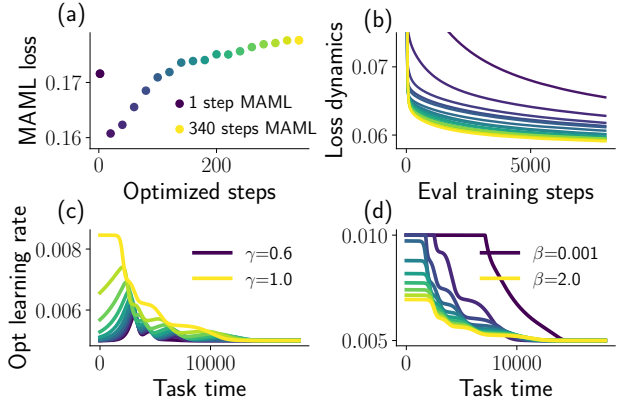 (a)
MAML loss
0.17
0.16
200
1 step MAML
340 steps MAML
Optimized steps
(b)
Loss dynamics
0.07
0.06
0
5000
Eval training steps
(c)
Opt learning rate
0.008
0.006
0
10000
γ=0.6
γ=1.0
Task time
(d)
0.010
0.005
0
10000
β=0.001
β=2.0
Task time